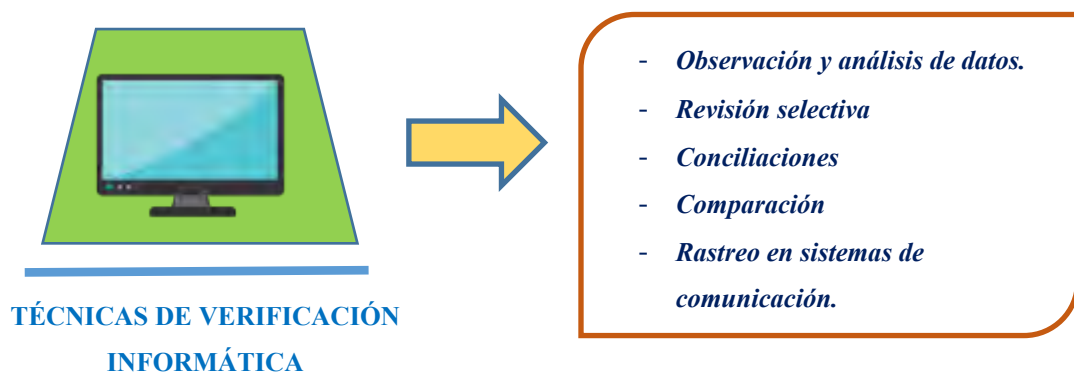 TÉCNICAS DE VERIFICACIÓN
INFORMÁTICA
- Observación y análisis de datos.
- Revisión selectiva
- Conciliaciones
- Comparación
- Rastreo en sistemas de
comunicación.